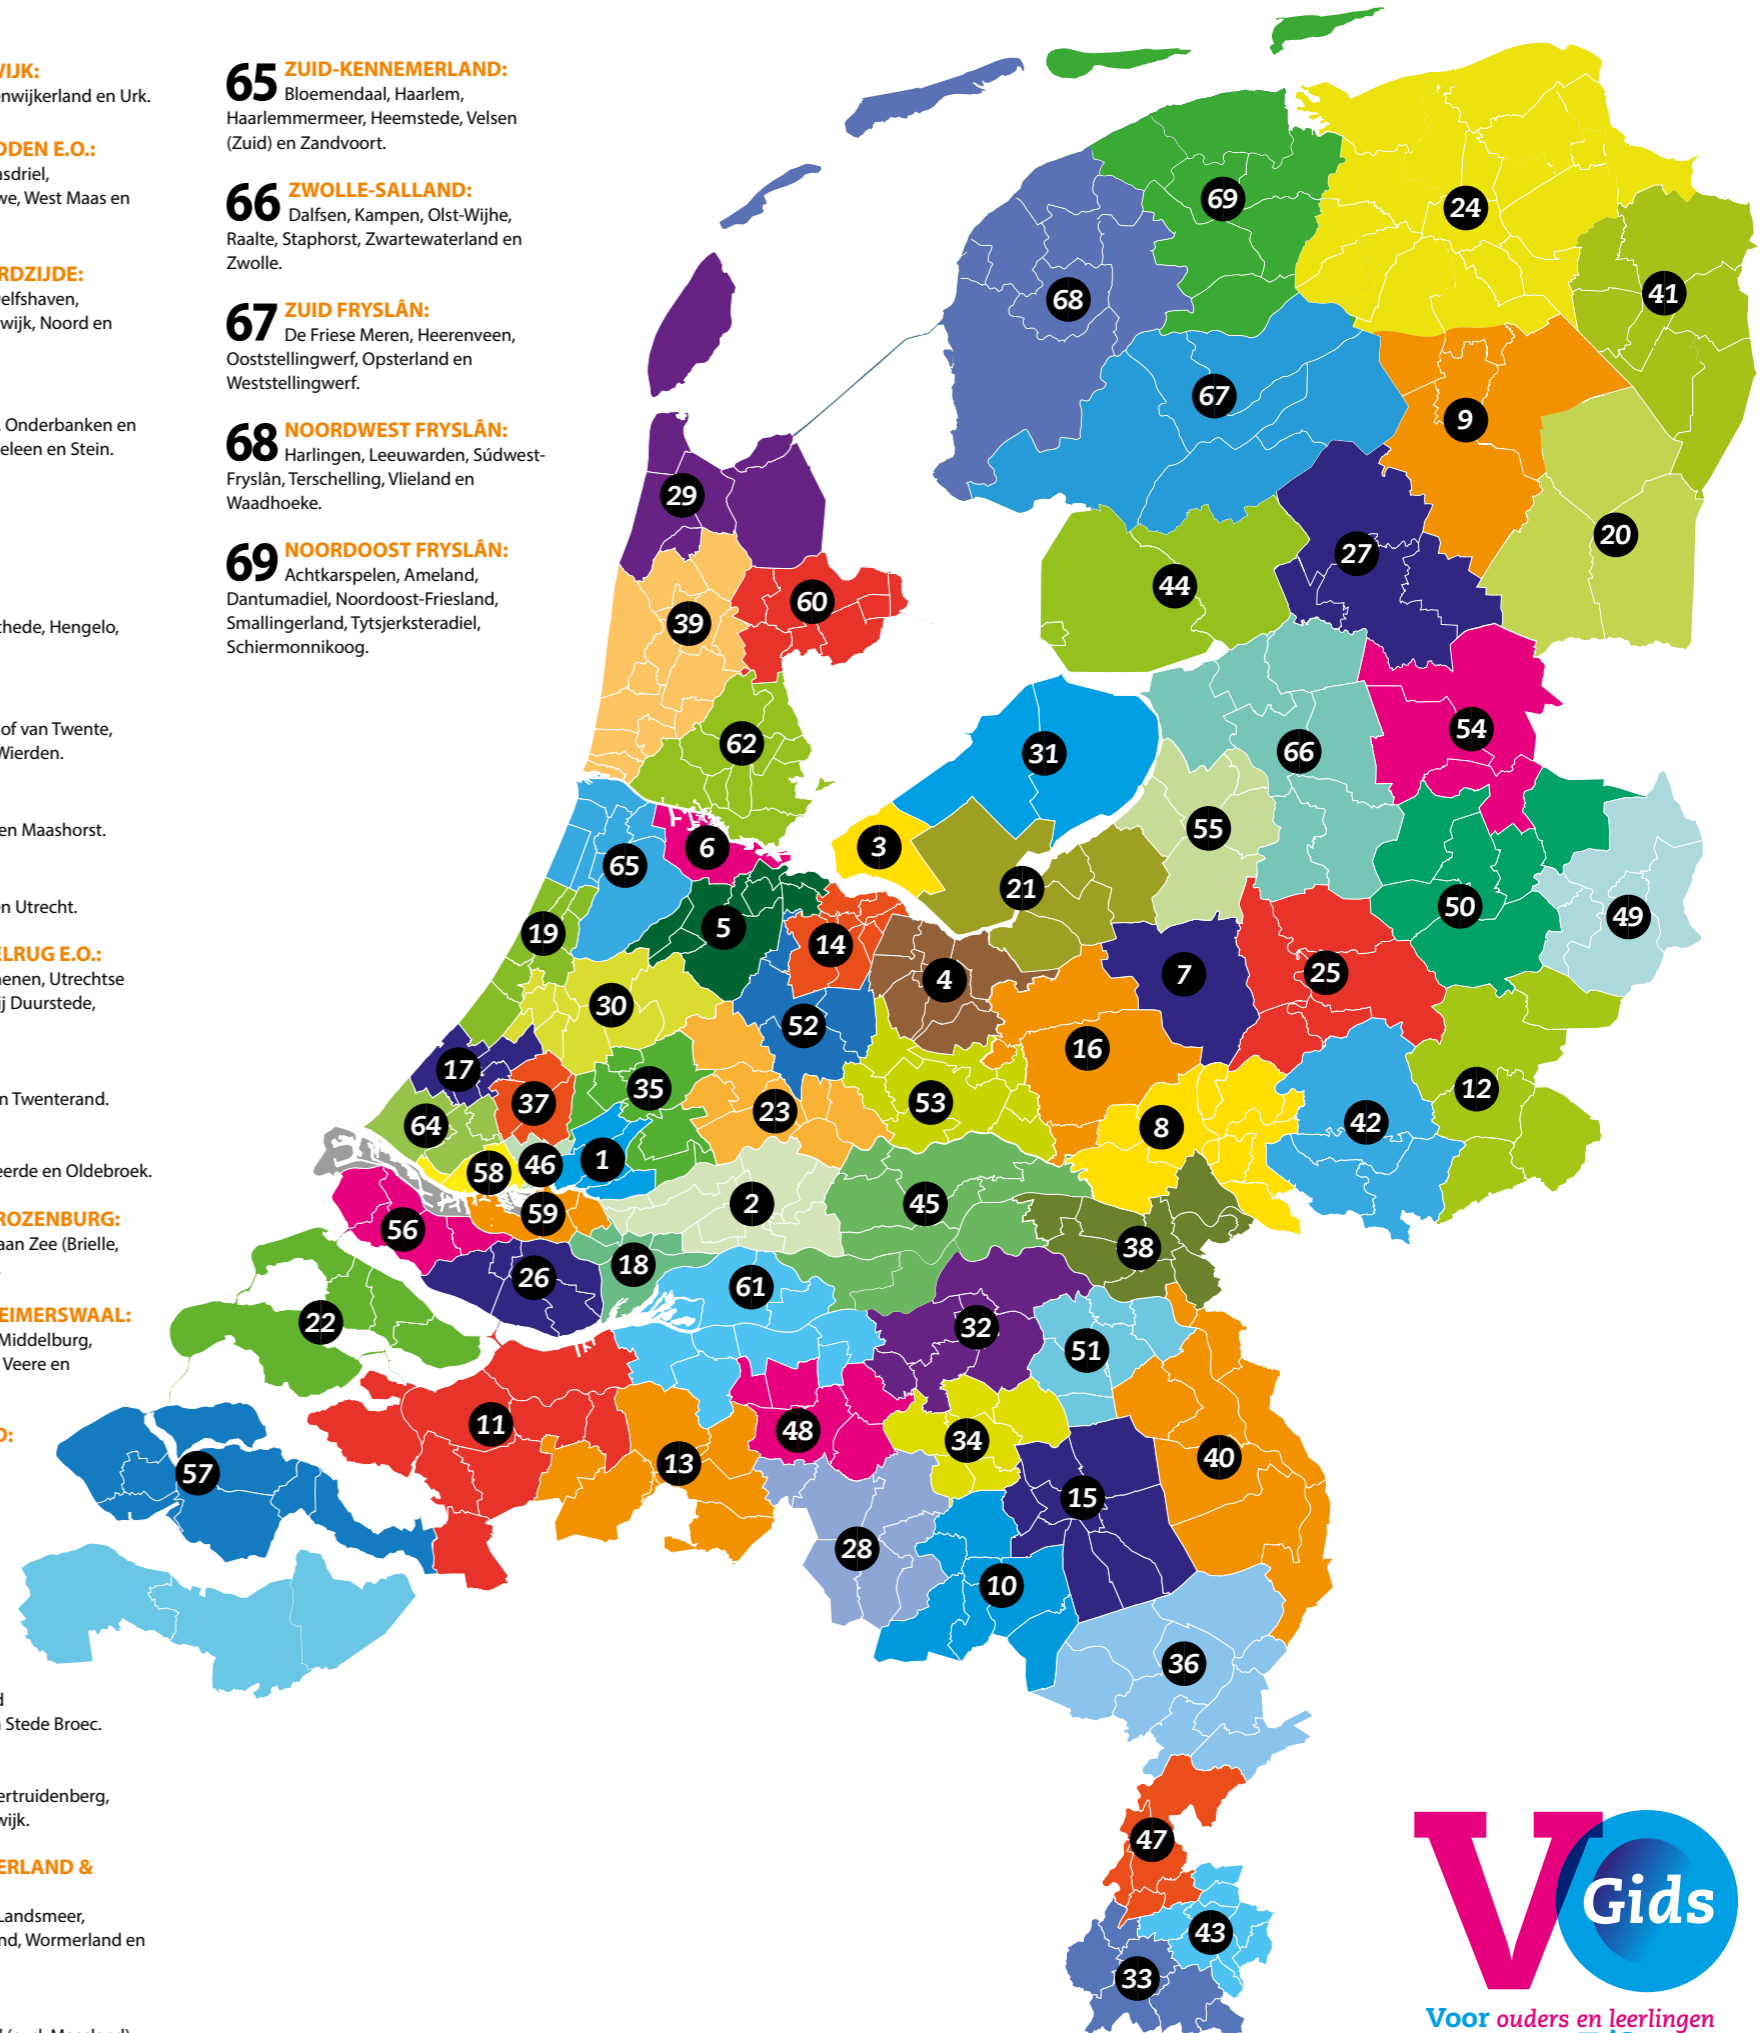 VIJK:
nwijkerland en Urk.
DDEN E.O.:
asdriel,
we, West Maas en
RDZIJDE:
elfshaven,
wijk, Noord en
, Onderbanken en
eleen en Stein.
chede, Hengelo,
of van Twente,
Wierden.
en Maashorst.
en Utrecht.
ELRUG E.O.:
nenen, Utrechtse
ij Duurstede,
n Twenterand.
eerde en Oldebroek.
ROZENBURG:
aan Zee (Brielle,
EIMERSWAAL:
Middelburg,
Veere en
D:
d
n Stede Broec.
ertruidenberg,
wijk.
ERLAND &
Landsmeer,
nd, Wormerland en
65 ZUID-KENNEMERLAND:
Bloemendaal, Haarlem,
Haarlemmermeer, Heemstede, Velsen
(Zuid) en Zandvoort.
66 ZWOLLE-SALLAND:
Dalfsen, Kampen, Olst-Wijhe,
Raalte, Staphorst, Zwartewaterland en
Zwolle.
67 ZUID FRYSLÂN:
De Friese Meren, Heerenveen,
Ooststellingwerf, Opsterland en
Weststellingwerf.
68 NOORDWEST FRYSLÂN:
Harlingen, Leeuwarden, Súdwest-
Fryslân, Terschelling, Vlieland en
Waadhoeke.
69 NOORDOOST FRYSLÂN:
Achtkarspelen, Ameland,
Dantumadiel, Noordoost-Friesland,
Smallingerland, Tytsjerksteradiel,
Schiermonnikoog.
69
24
68
41
67
9
29
20
27
44
60
39
54
62
31
66
55
3
6
65
21
50
49
5
19
14
25
7
4
30
52
16
17
35
12
37
23
53
42
64
8
46
1
58
2
45
59
56
38
18
26
61
22
32
51
11
48
34
40
13
57
15
28
10
36
47
43
33
V
Gids
Voor ouders en leerlingen